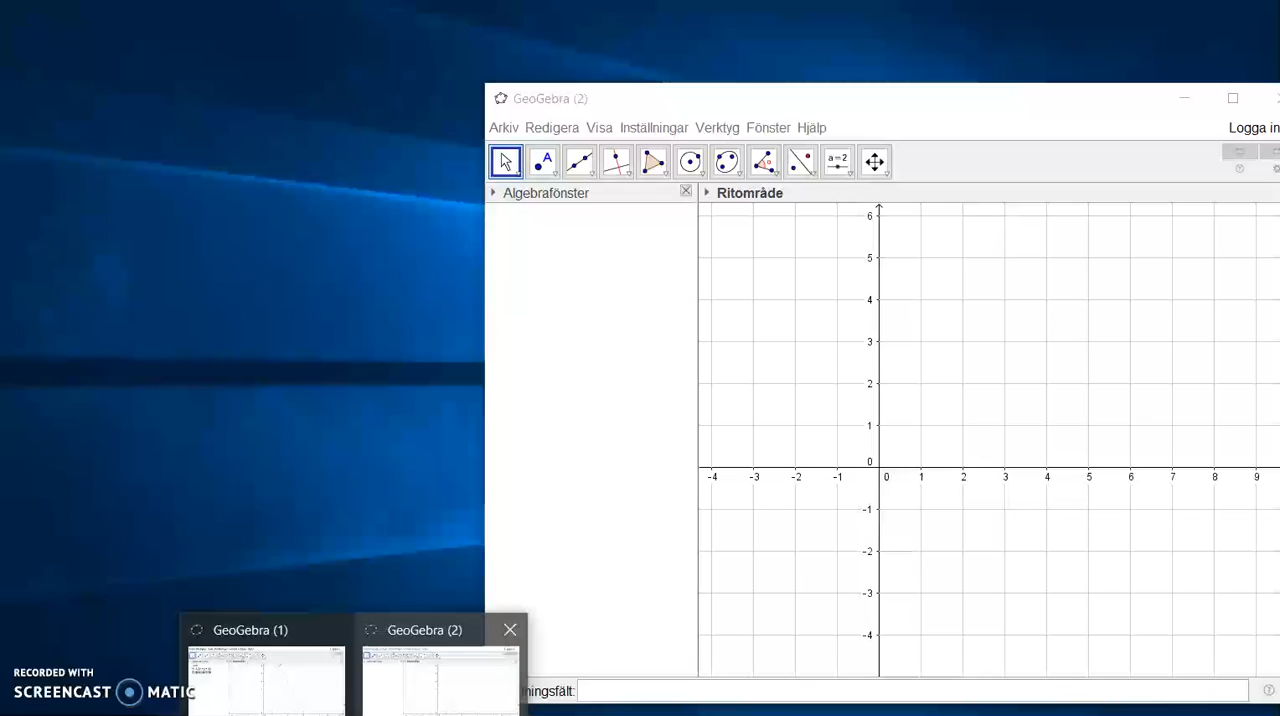 GeoGebra (2)
Arkiv Redigera Visa Inställningar Verktyg Fönster Hjälp
Logga in
A
a=2
Algebrafönster
Ritområde
6
5
4
3
2
1
0
-4 -3 -2 -1 0 1 2 3 4 5 6 7 8 9
-1
-2
-3
-4
GeoGebra (1)
GeoGebra (2)
ningsfält:
RECORDED WITH
SCREENCAST MATIC